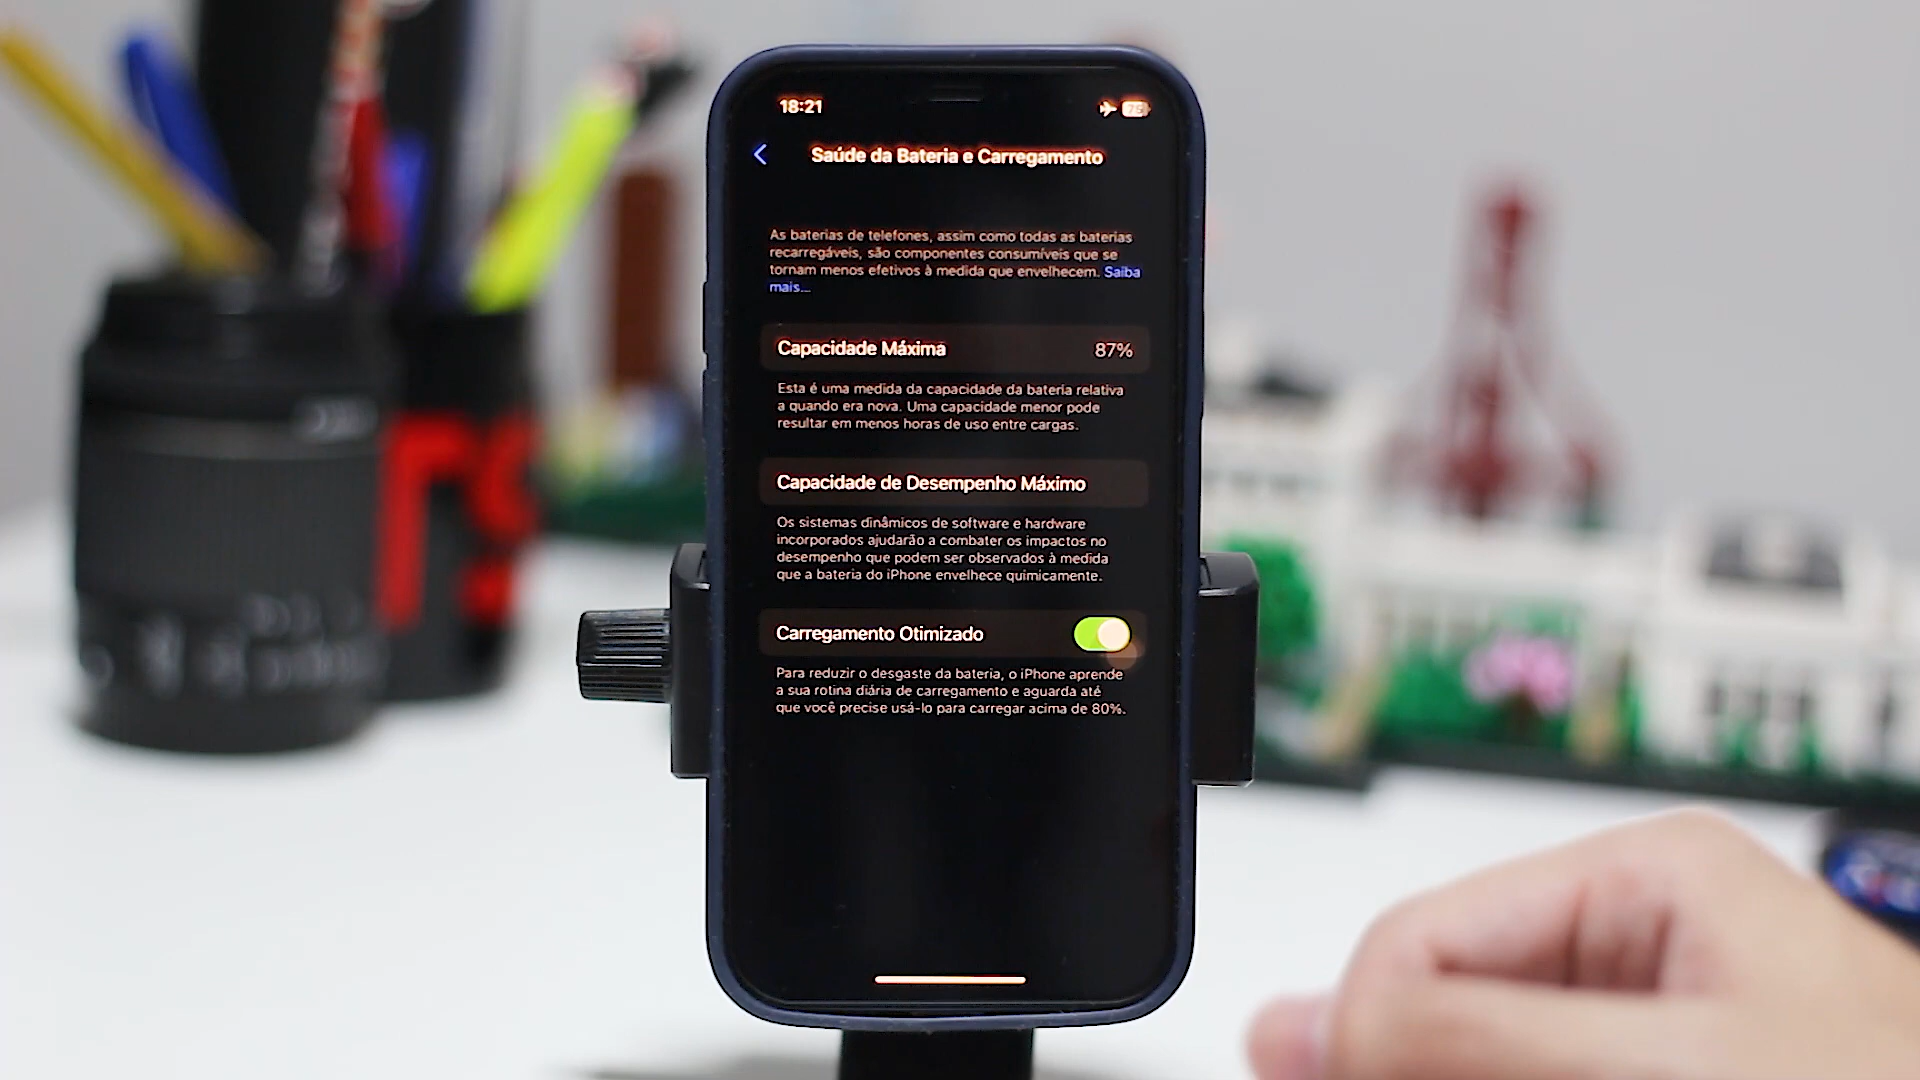 18:21
Saúde da Bateria e Carregamento
As baterias de telefones, assim como todas as baterias
recarregáveis, são componentes consumíveis que se
tornam menos efetivos à medida que envelhecem. Saiba
mais...
Capacidade Máxima 87%
Esta é uma medida da capacidade da bateria relativa
a quando era nova. Uma capacidade menor pode
resultar em menos horas de uso entre cargas.
Capacidade de Desempenho Máximo
Os sistemas dinâmicos de software e hardware
incorporados ajudarão a combater os impactos no
desempenho que podem ser observados à medida
que a bateria do iPhone envelhece quimicamente.
Carregamento Otimizado
Para reduzir o desgaste da bateria, o iPhone aprende
a sua rotina diária de carregamento e aguarda até
que você precise usá-lo para carregar acima de 80%.